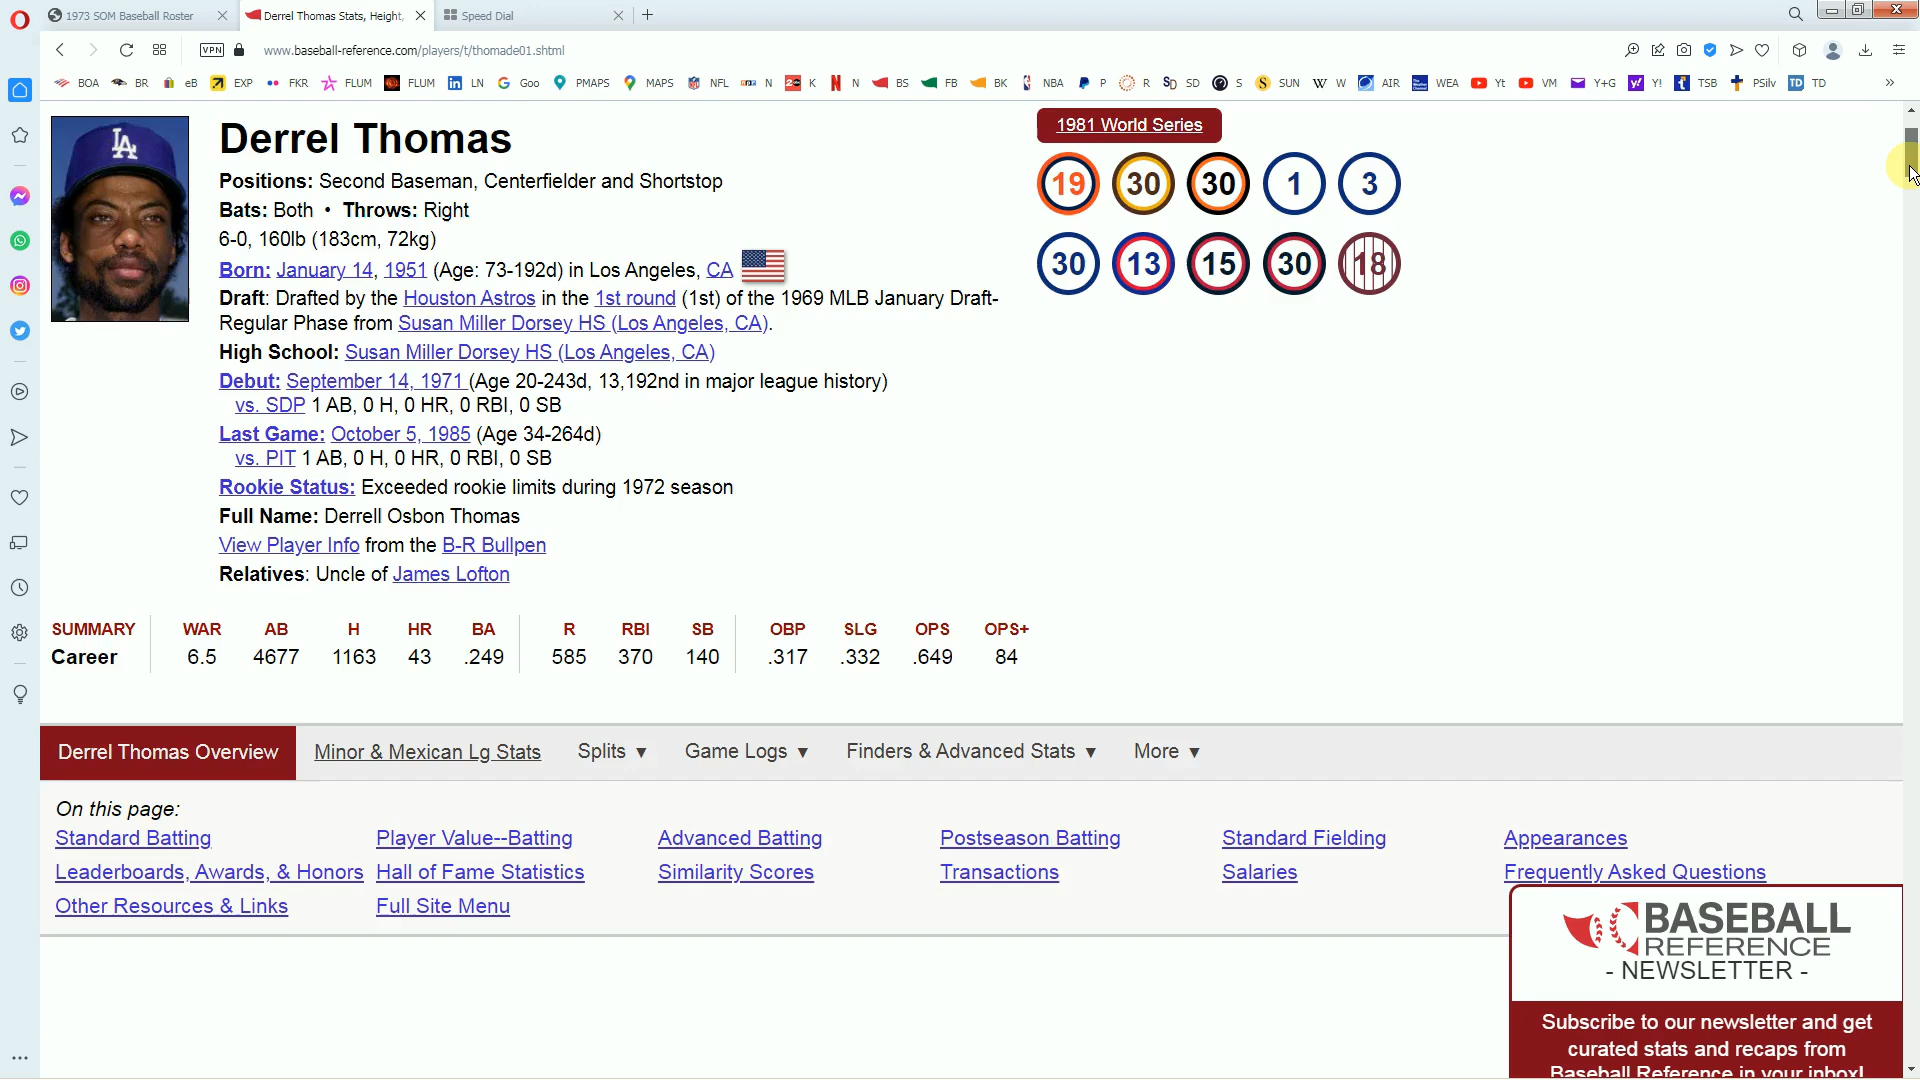 1973 SOM Baseball Roster
Derrel Thomas Stats, Height,
Speed Dial
VPN
www.baseball-reference.com/players/t/thomade01.shtml
BOA BR eB EXP FKR FLUM FLUM LN Goo PMAPS MAPS NFL N K N BS FB BK NBA P R SD S SUN W AIR WEA Yt VM Y+G Y! TSB PSilv TD
LA
Derrel Thomas
1981 World Series
Positions: Second Baseman, Centerfielder and Shortstop
19 30 30 1 3
Bats: Both • Throws: Right
6-0, 160lb (183cm, 72kg)
30 13 15 30 18
Born: January 14, 1951 (Age: 73-192d) in Los Angeles, CA
Draft: Drafted by the Houston Astros in the 1st round (1st) of the 1969 MLB January Draft-
Regular Phase from Susan Miller Dorsey HS (Los Angeles, CA).
High School: Susan Miller Dorsey HS (Los Angeles, CA)
Debut: September 14, 1971 (Age 20-243d, 13,192nd in major league history)
vs. SDP 1 AB, 0 H, 0 HR, 0 RBI, 0 SB
Last Game: October 5, 1985 (Age 34-264d)
vs. PIT 1 AB, 0 H, 0 HR, 0 RBI, 0 SB
Rookie Status: Exceeded rookie limits during 1972 season
Full Name: Derrell Osbon Thomas
View Player Info from the B-R Bullpen
Relatives: Uncle of James Lofton
SUMMARY WAR AB H HR BA R RBI SB OBP SLG OPS OPS+
Career 6.5 4677 1163 43 .249 585 370 140 .317 .332 .649 84
Derrel Thomas Overview Minor & Mexican Lg Stats Splits ▼ Game Logs ▼ Finders & Advanced Stats ▼ More ▼
On this page:
Standard Batting Player Value--Batting Advanced Batting Postseason Batting Standard Fielding Appearances
Leaderboards, Awards, & Honors Hall of Fame Statistics Similarity Scores Transactions Salaries Frequently Asked Questions
Other Resources & Links Full Site Menu
BASEBALL
REFERENCE
- NEWSLETTER -
Subscribe to our newsletter and get
curated stats and recaps from
Baseball Reference in your inbox!